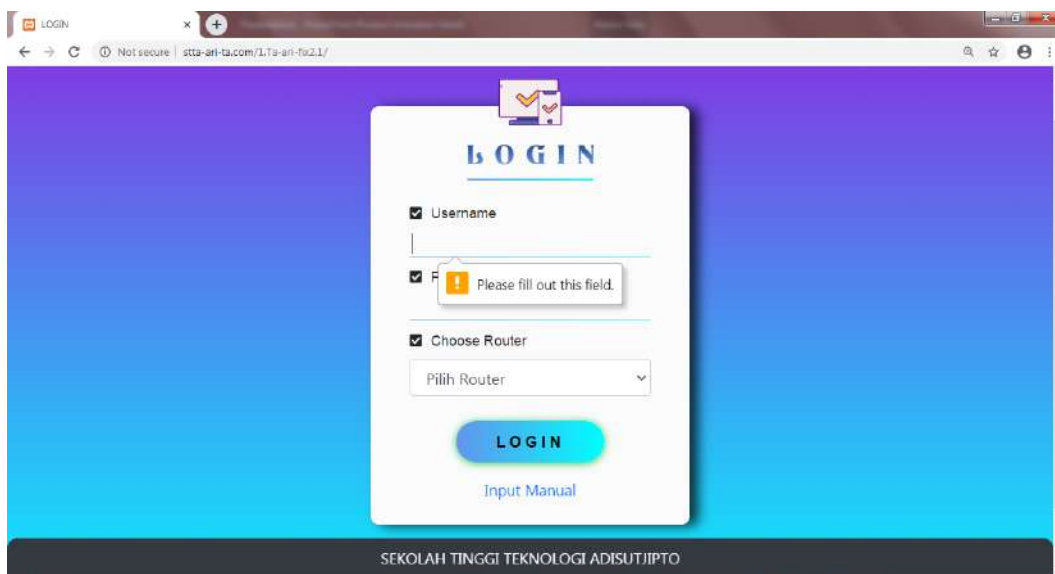 LOGIN
Not secure | stta-ari-ta.com/1.Ta-ari-fix2.1/
LOGIN
Username
Please fill out this field.
Choose Router
Pilih Router
LOGIN
Input Manual
SEKOLAH TINGGI TEKNOLOGI ADISUTJIPTO